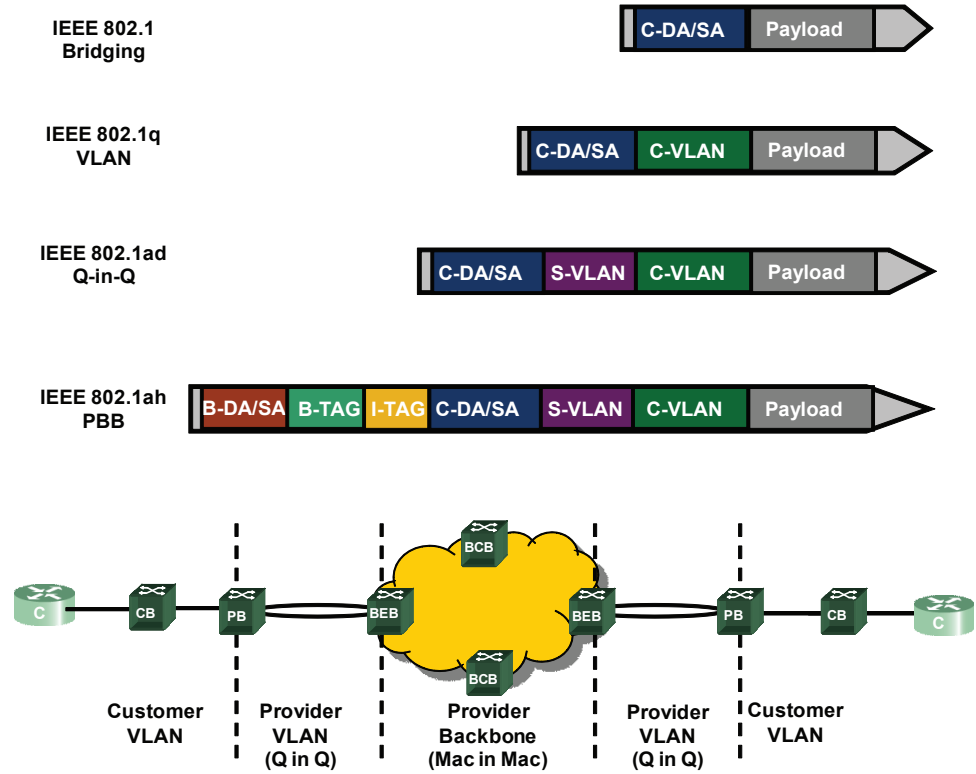 IEEE 802.1
Bridging
C-DA/SA Payload
IEEE 802.1q
VLAN
C-DA/SA C-VLAN Payload
IEEE 802.1ad
Q-in-Q
C-DA/SA S-VLAN C-VLAN Payload
IEEE 802.1ah
PBB
B-DA/SA B-TAG I-TAG C-DA/SA S-VLAN C-VLAN Payload
BCB
C CB PB BEB BEB PB CB C
BCB
Customer
VLAN
Provider
VLAN
(Q in Q)
Provider
Backbone
(Mac in Mac)
Provider
VLAN
(Q in Q)
Customer
VLAN